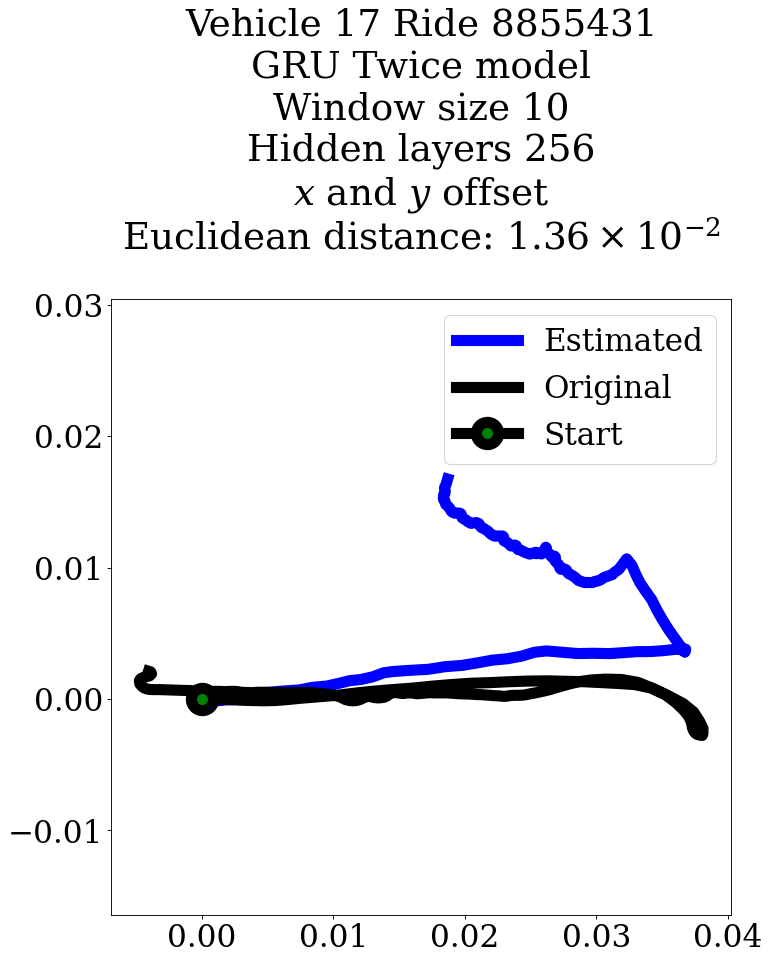 Vehicle 17 Ride 8855431
GRU Twice model
Window size 10
Hidden layers 256
x and y offset
Euclidean distance: 1.36 × 10⁻²
0.03
Estimated
Original
Start
0.02
0.01
0.00
−0.01
0.00 0.01 0.02 0.03 0.04